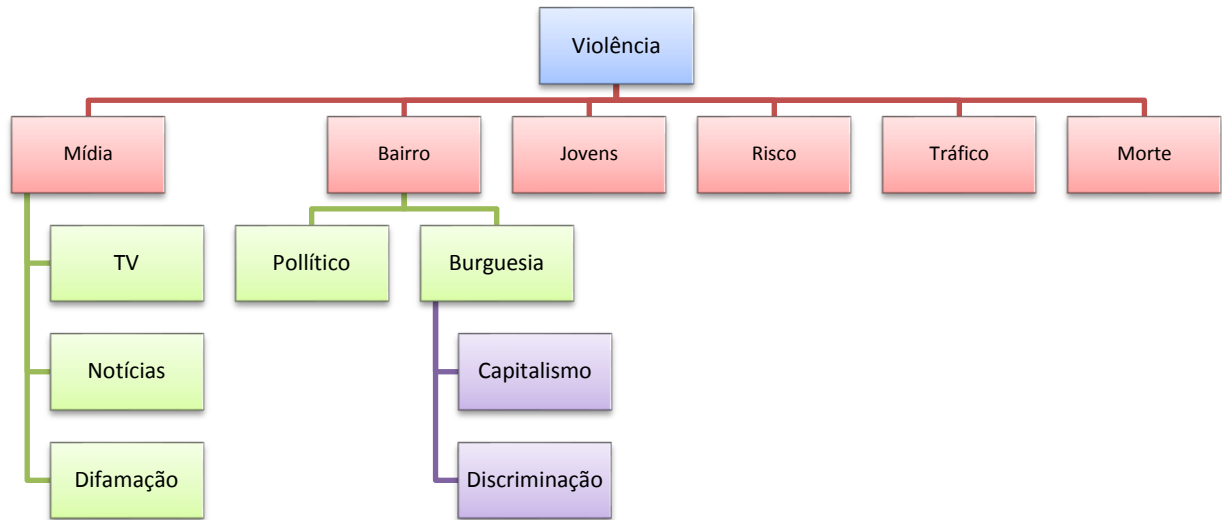 Violência
Mídia
Bairro
Jovens
Risco
Tráfico
Morte
TV
Pollítico
Burguesia
Notícias
Capitalismo
Difamação
Discriminação